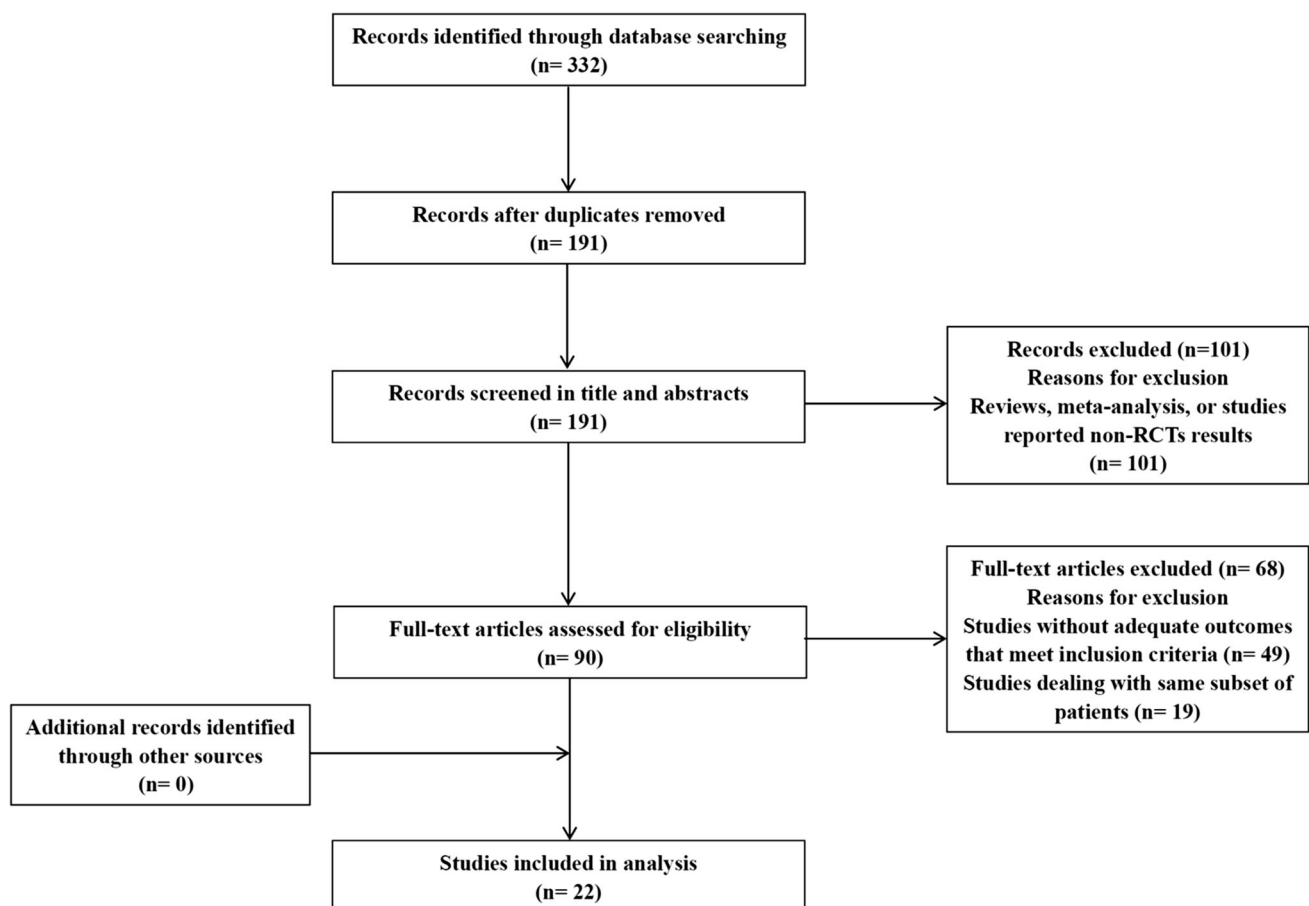 Records identified through database searching
(n= 332)
Records after duplicates removed
(n= 191)
Records screened in title and abstracts
(n= 191)
Records excluded (n=101)
Reasons for exclusion
Reviews, meta-analysis, or studies
reported non-RCTs results
(n= 101)
Full-text articles assessed for eligibility
(n= 90)
Full-text articles excluded (n= 68)
Reasons for exclusion
Studies without adequate outcomes
that meet inclusion criteria (n= 49)
Studies dealing with same subset of
patients (n= 19)
Additional records identified
through other sources
(n= 0)
Studies included in analysis
(n= 22)